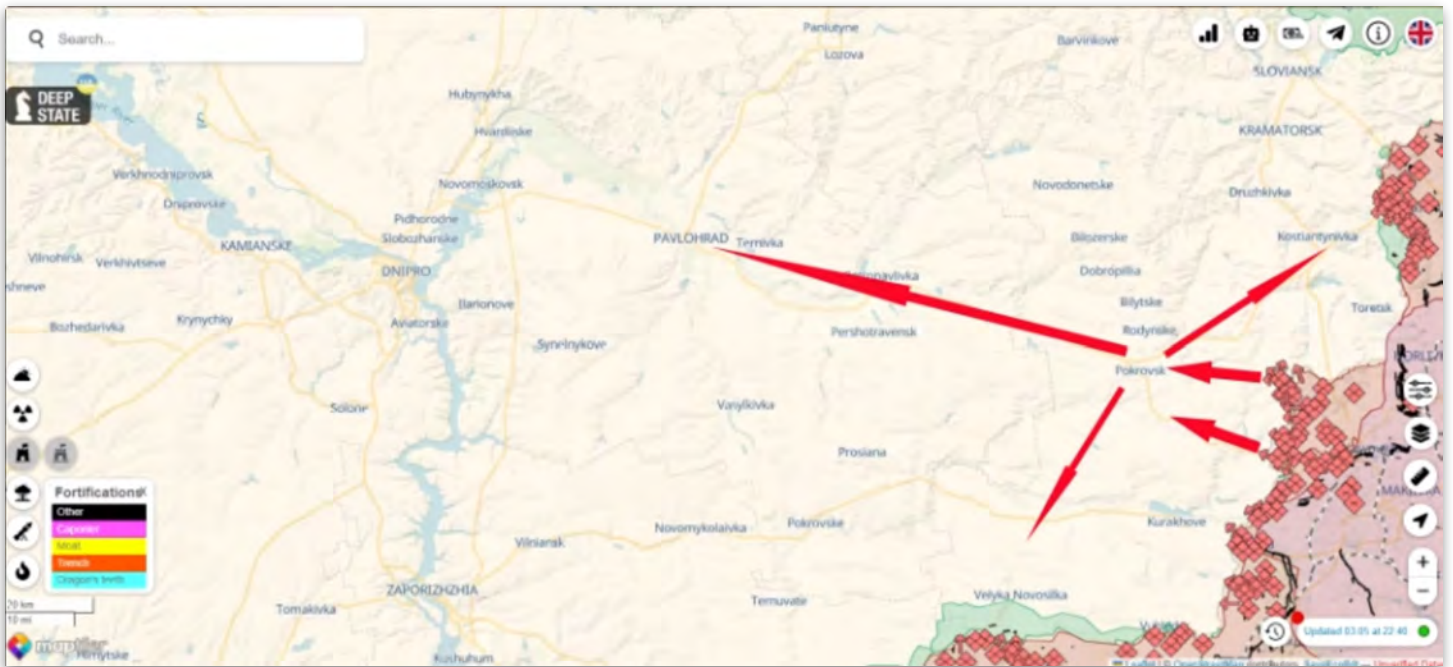 Search...
DEEP
STATE
Paniutyne
Lozova
Barvinkove
SLOVIANSK
Hubynykha
Hvardiiske
KRAMATORSK
Verkhnodniprovsk
Novomoskovsk
Novodonetske
Druzhkivka
Dniprovske
Pidhorodne
Slobozhanske
KAMIANSKE
PAVLOHRAD
Ternivka
Bilozerske
Kostiantynivka
Vilnohirsk
Verkhivtseve
DNIPRO
Dobropillia
shneve
Ilarionove
Bilytske
Toretsk
Bozhedarivka
Krynychky
Aviatorske
Synelnykove
Pershotravensk
Rodynske
Pokrovsk
Solone
Vasylkivka
Prosiana
Fortifications
Other
Caponier
Moat
Trench
Dragon's teeth
Novomykolaivka
Pokrovske
Kurakhove
Vilniansk
ZAPORIZHZHIA
Tomakivka
Ternuvate
Velyka Novosilka
20 km
10 mi
Updated 03.05 at 22:40
maptiler
Kushuhum